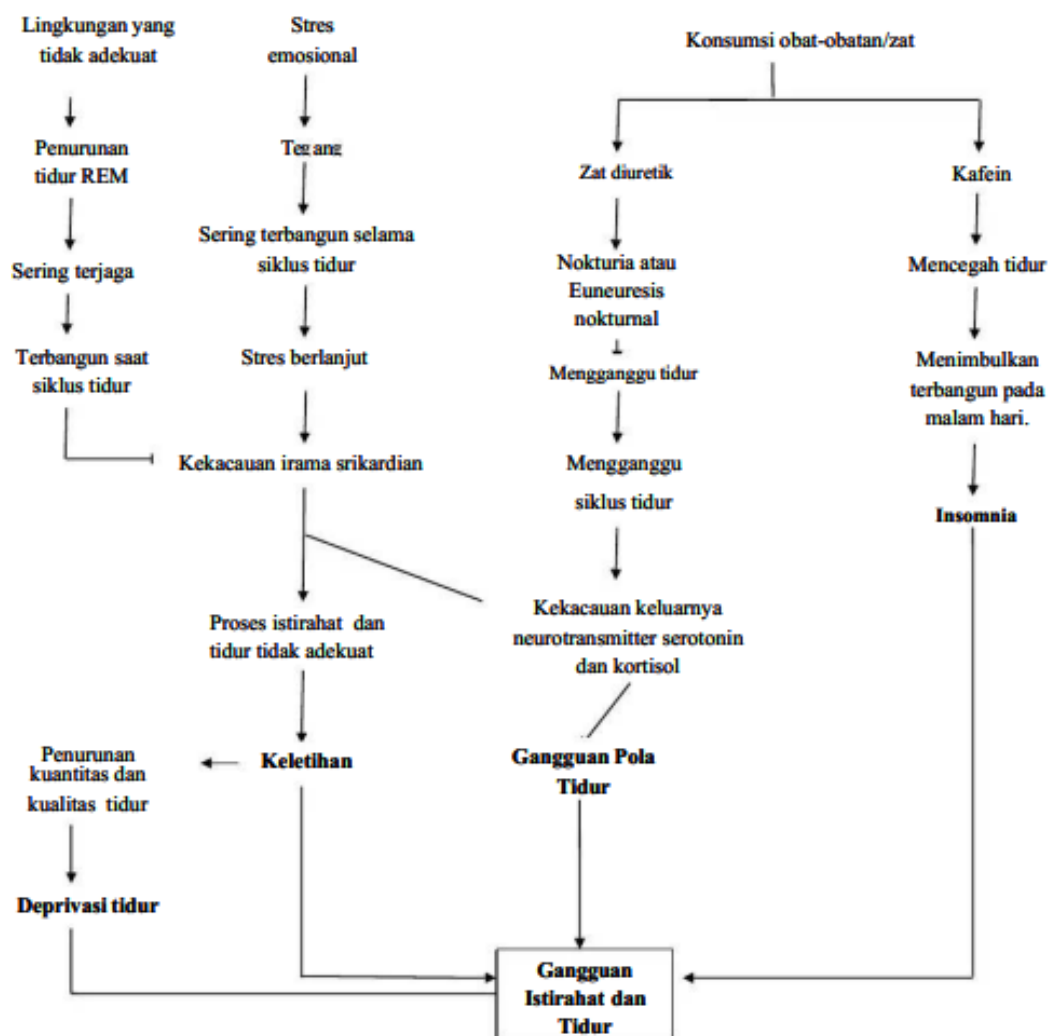 Lingkungan yang
tidak adekuat
Stres
emosional
Konsumsi obat-obatan/zat
Penurunan
tidur REM
Tegang
Zat diuretik
Kafein
Sering terjaga
Sering terbangun selama
siklus tidur
Nokturia atau
Euneuresis
nokturnal
Mencegah tidur
Terbangun saat
siklus tidur
Stres berlanjut
Mengganggu tidur
Menimbulkan
terbangun pada
malam hari.
Kekacauan irama srikardian
Mengganggu
siklus tidur
Insomnia
Proses istirahat dan
tidur tidak adekuat
Kekacauan keluarnya
neurotransmitter serotonin
dan kortisol
Penurunan
kuantitas dan
kualitas tidur
Keletihan
Gangguan Pola
Tidur
Deprivasi tidur
Gangguan
Istirahat dan
Tidur